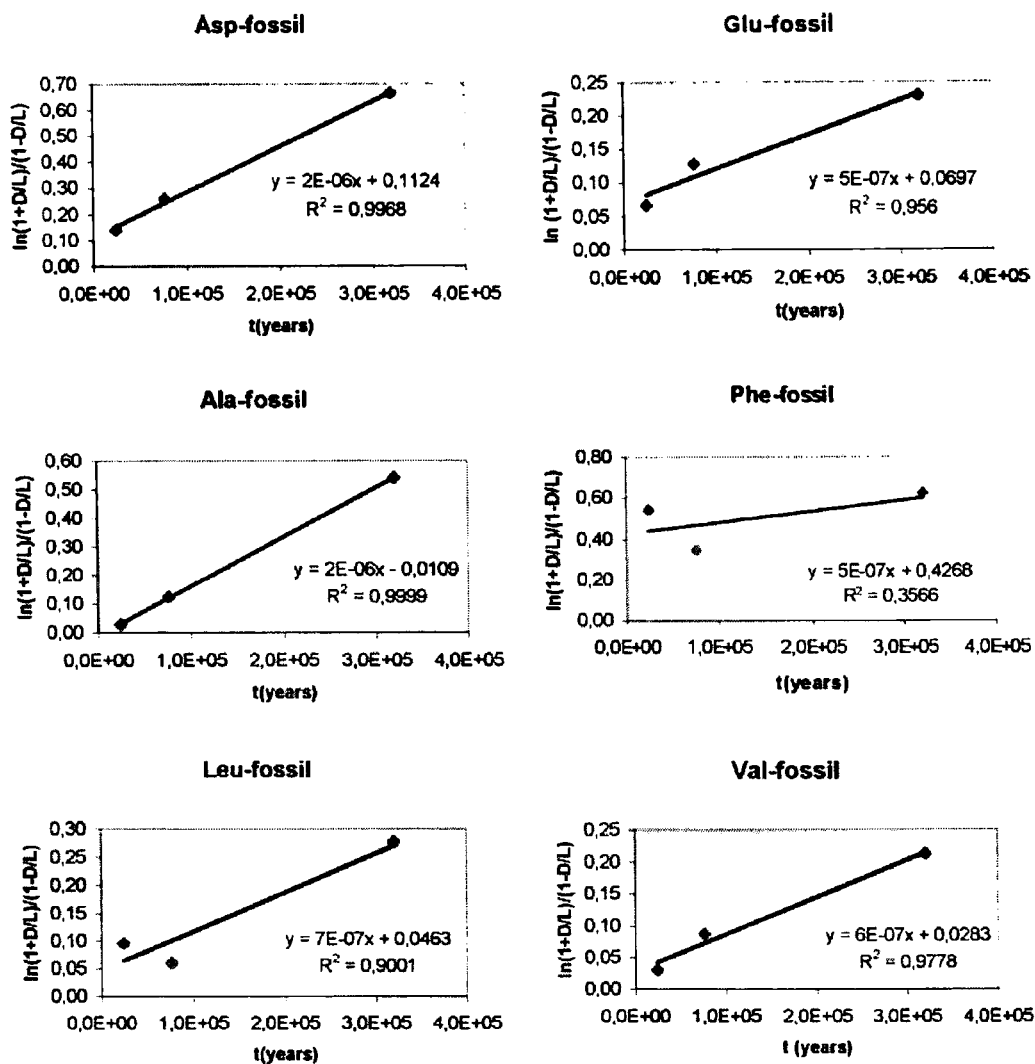 Asp-fossil
ln(1+D/L)/(1-D/L)
0,70
0,60
0,50
0,40
0,30
0,20
0,10
0,00
y = 2E-06x + 0,1124
R² = 0,9968
0,0E+00 1,0E+05 2,0E+05 3,0E+05 4,0E+05
t(years)
Glu-fossil
ln (1+D/L)/(1-D/L)
0,25
0,20
0,15
0,10
0,05
0,00
y = 5E-07x + 0,0697
R² = 0,956
0,0E+00 1,0E+05 2,0E+05 3,0E+05 4,0E+05
t(years)
Ala-fossil
ln(1+D/L)/(1-D/L)
0,60
0,50
0,40
0,30
0,20
0,10
0,00
y = 2E-06x - 0,0109
R² = 0,9999
0,0E+00 1,0E+05 2,0E+05 3,0E+05 4,0E+05
t(years)
Phe-fossil
ln(1+D/L)/(1-D/L)
0,80
0,60
0,40
0,20
0,00
y = 5E-07x + 0,4268
R² = 0,3566
0,0E+00 1,0E+05 2,0E+05 3,0E+05 4,0E+05
t(years)
Leu-fossil
ln(1+D/L)/(1-D/L)
0,30
0,25
0,20
0,15
0,10
0,05
0,00
y = 7E-07x + 0,0463
R² = 0,9001
0,0E+00 1,0E+05 2,0E+05 3,0E+05 4,0E+05
t(years)
Val-fossil
ln(1+D/L)/(1-D/L)
0,25
0,20
0,15
0,10
0,05
0,00
y = 6E-07x + 0,0283
R² = 0,9778
0,0E+00 1,0E+05 2,0E+05 3,0E+05 4,0E+05
t (years)